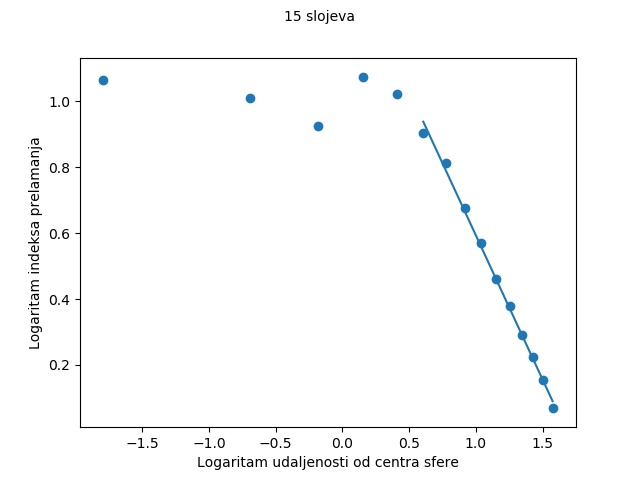 15 slojeva
Logaritam indeksa prelamanja
1.0
0.8
0.6
0.4
0.2
−1.5 −1.0 −0.5 0.0 0.5 1.0 1.5
Logaritam udaljenosti od centra sfere